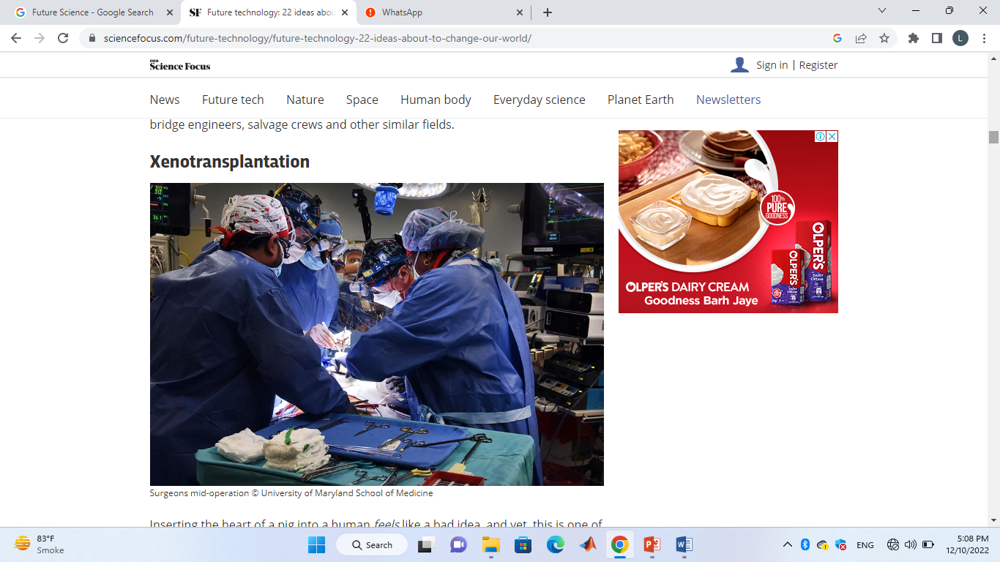 Future Science - Google Search
SF Future technology: 22 ideas abou
WhatsApp
sciencefocus.com/future-technology/future-technology-22-ideas-about-to-change-our-world/
L
Science Focus
Sign in | Register
News Future tech Nature Space Human body Everyday science Planet Earth Newsletters
bridge engineers, salvage crews and other similar fields.
Xenotransplantation
100%
PURE
GOODNESS
OLPER'S
OLPER'S
DAIRY
CREAM
OLPER'S DAIRY CREAM
Goodness Barh Jaye
Surgeons mid-operation © University of Maryland School of Medicine
Inserting the heart of a pig into a human feels like a bad idea, and yet, this is one of
83°F
Smoke
Search
ENG
5:08 PM
12/10/2022